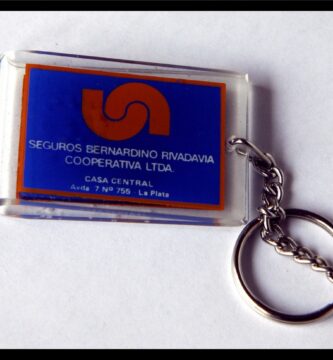 SEGUROS BERNARDINO RIVADAVIA
COOPERATIVA LTDA.
CASA CENTRAL
Avda. 7 Nº 755 La Plata